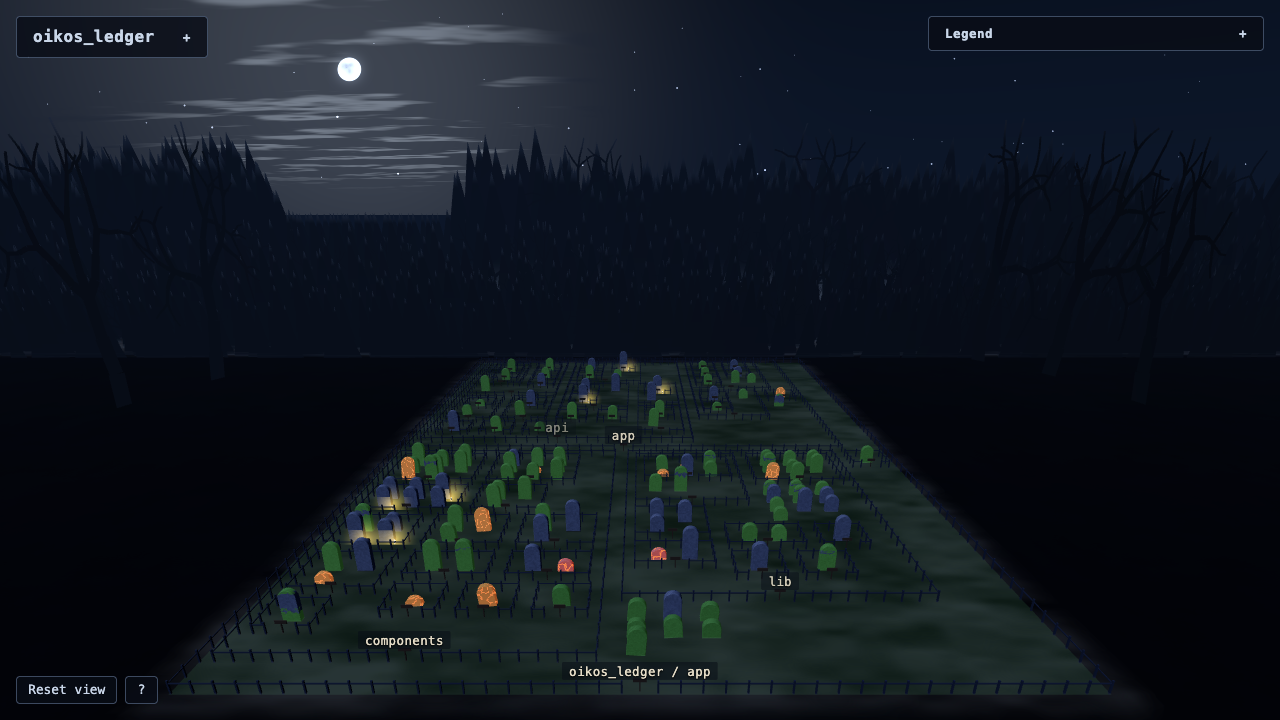 oikos_ledger +
Legend +
api
app
lib
components
oikos_ledger / app
Reset view
?